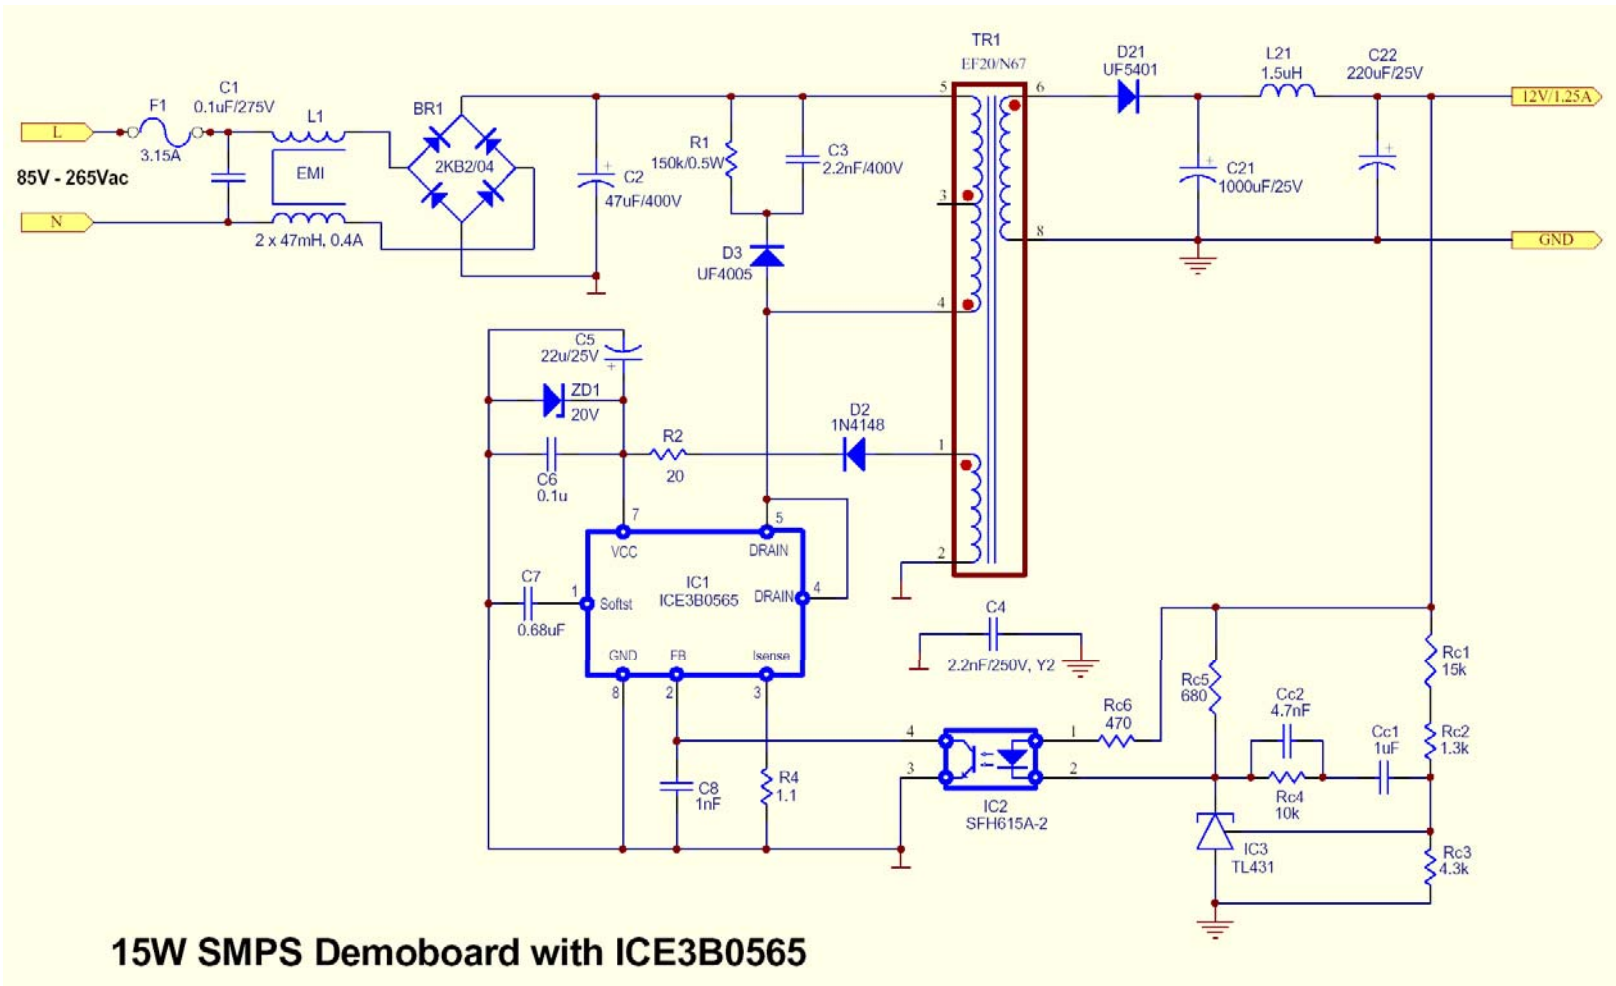 TR1
EF20/N67
D21
UF5401
L21
1.5uH
C22
220uF/25V
5
6
12V/1.25A
C1
0.1uF/275V
F1
L
3.15A
L1
BR1
2KB2/04
85V - 265Vac
EMI
N
2 x 47mH, 0.4A
+
C2
47uF/400V
R1
150k/0.5W
C3
2.2nF/400V
3
+
C21
1000uF/25V
+
8
GND
D3
UF4005
4
C5
22u/25V
+
ZD1
20V
D2
1N4148
R2
20
1
C6
0.1u
7
5
VCC
DRAIN
2
IC1
ICE3B0565
DRAIN
4
C7
0.68uF
1
Softst
GND
FB
Isense
8
2
3
C4
2.2nF/250V, Y2
Rc1
15k
Rc5
680
Rc6
470
Cc2
4.7nF
Cc1
1uF
Rc2
1.3k
4
1
3
2
C8
1nF
R4
1.1
IC2
SFH615A-2
Rc4
10k
IC3
TL431
Rc3
4.3k
15W SMPS Demoboard with ICE3B0565